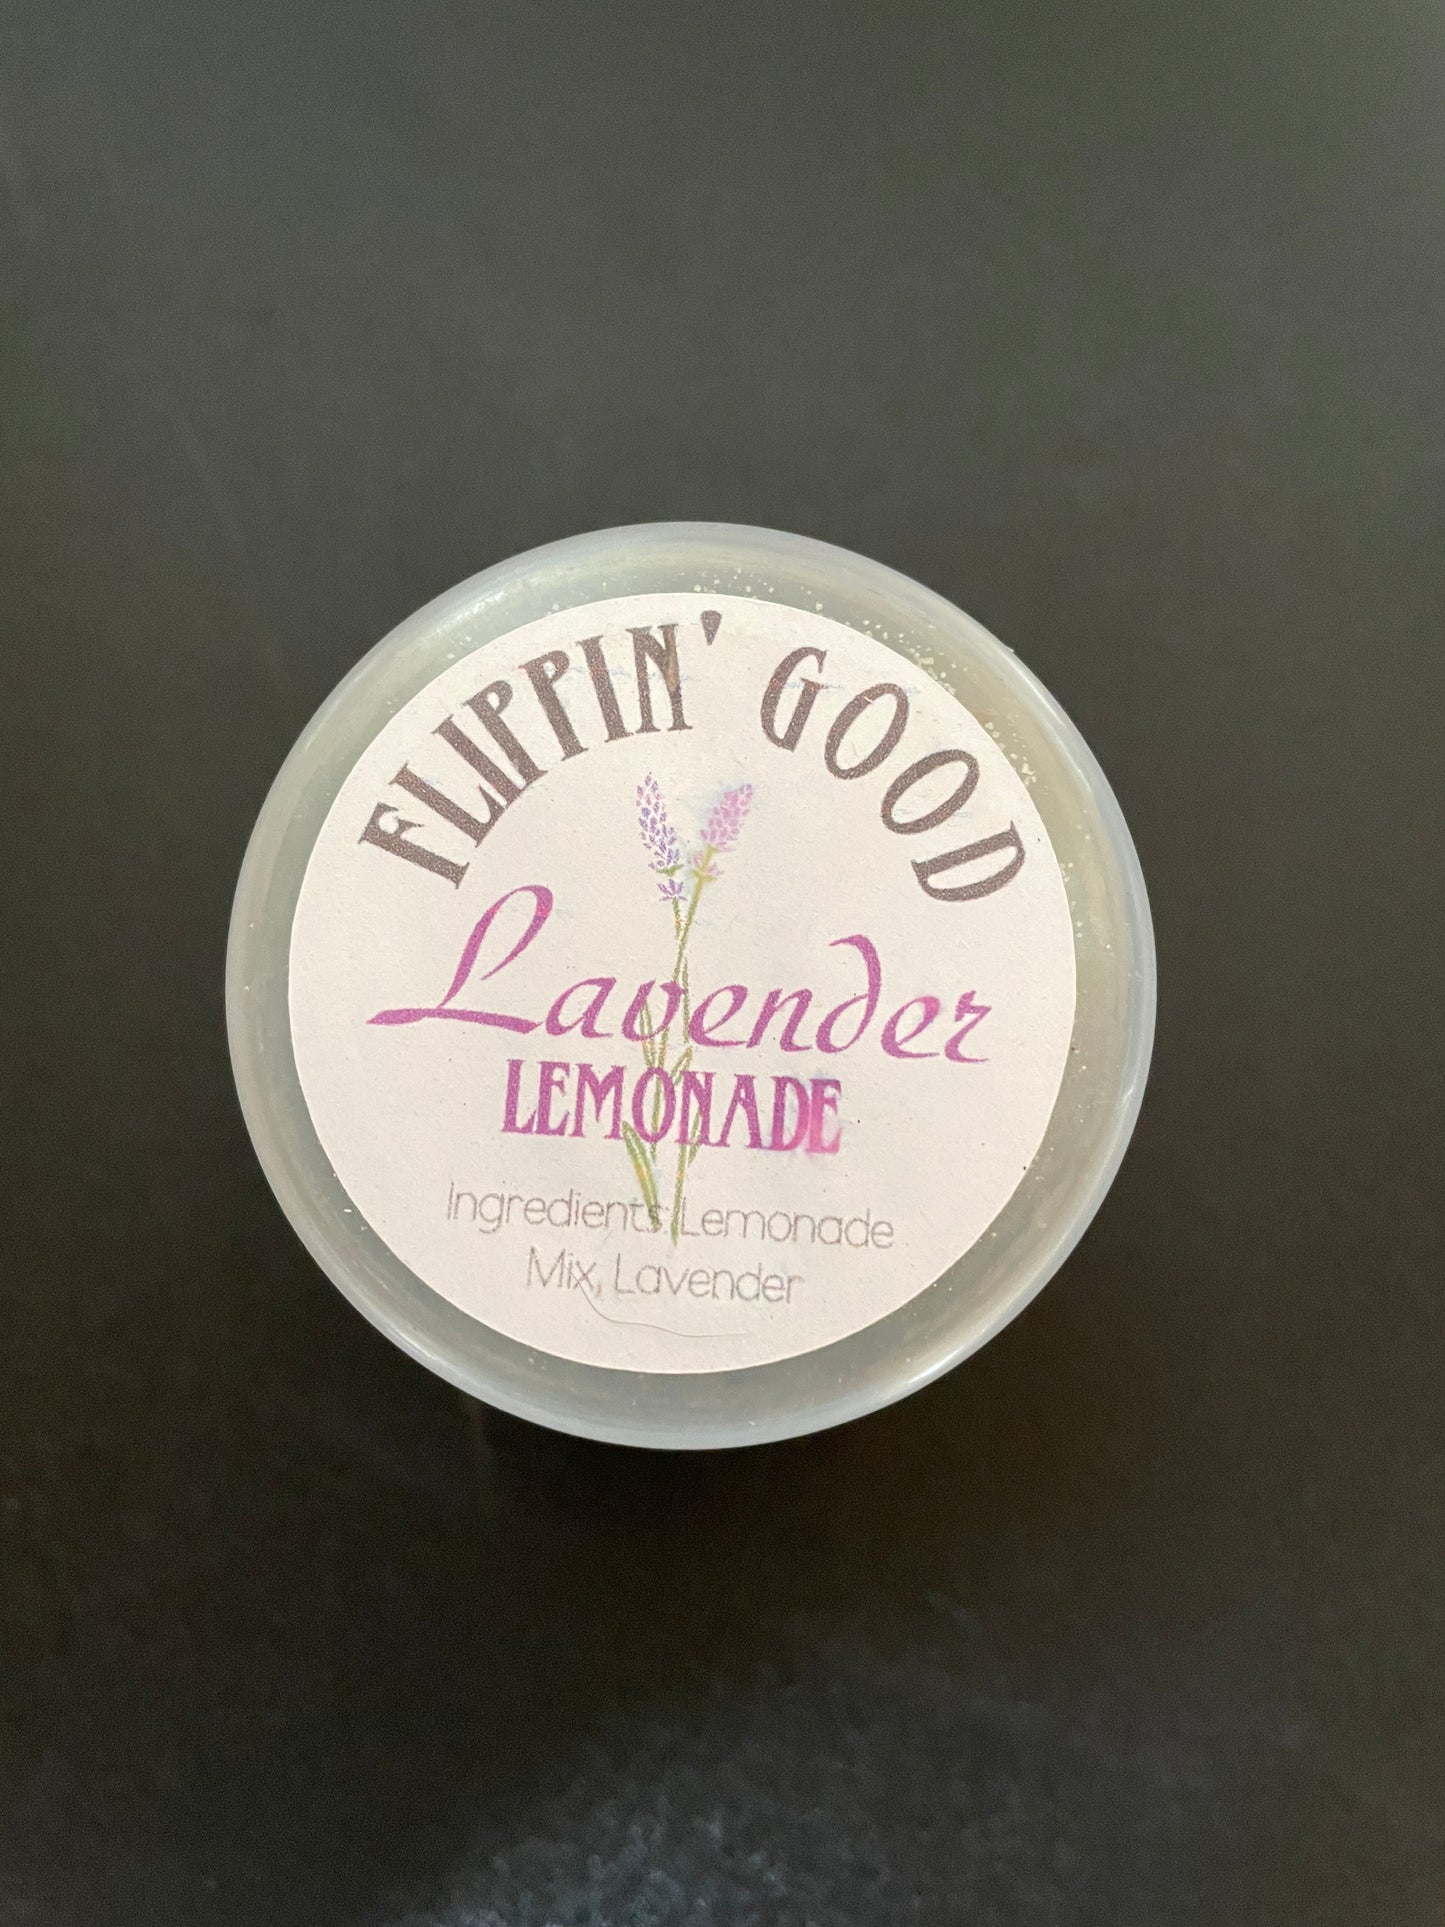 FLIPPIN' GOOD
Lavender
LEMONADE
Ingredients: Lemonade
Mix, Lavender